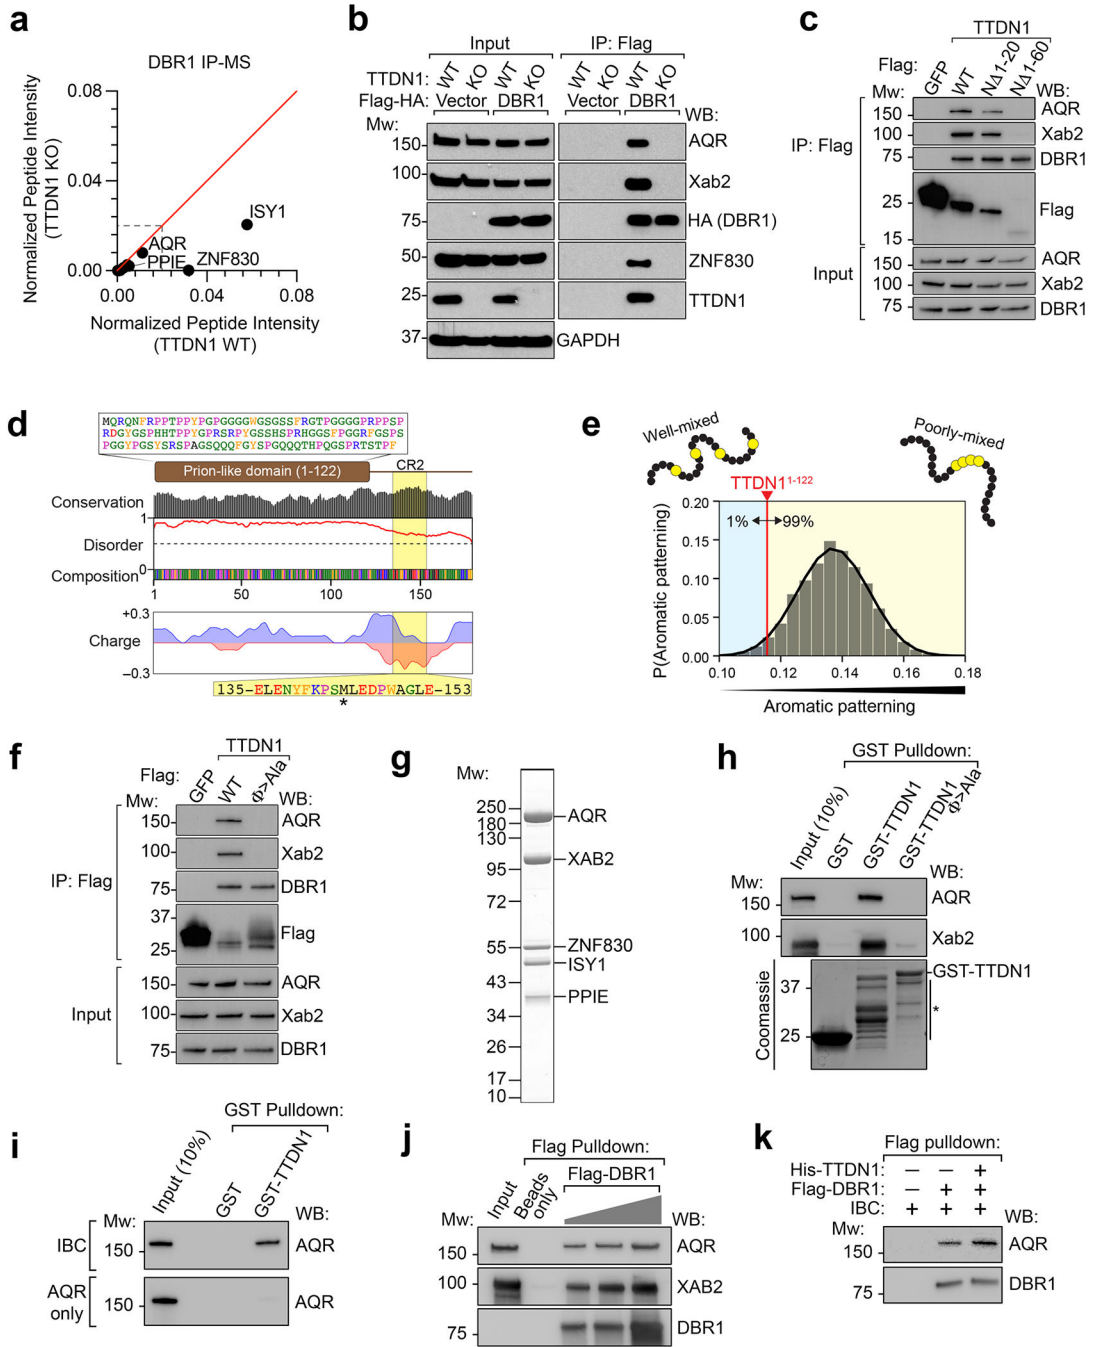 a
DBR1 IP-MS
Normalized Peptide Intensity
(TTDN1 KO)
0.08
0.04
0.00
ISY1
AQR
PPIE
ZNF830
0.00 0.04 0.08
Normalized Peptide Intensity
(TTDN1 WT)
b
Input IP: Flag
TTDN1: WT KO WT KO WT KO WT KO
Flag-HA: Vector DBR1 Vector DBR1
Mw: WB:
150 AQR
100 Xab2
75 HA (DBR1)
50 ZNF830
25 TTDN1
37 GAPDH
c
TTDN1
Flag: GFP WT NΔ1-20 NΔ1-60
Mw: WB:
IP: Flag
150 AQR
100 Xab2
75 DBR1
25 Flag
15
Input
150 AQR
100 Xab2
75 DBR1
d
MQRQNFRPPTPPYPGPGGGGWGSGSSFRGTPGGGGPRPPSP
RDGYGSPHHTPPYGPRSRPYGSSHSPRHGGSFPGGRFGSPS
PGGYPGSYSRSPAGSQQQFGYSPGQQQTHPQGSPRTSTPF
Prion-like domain (1-122) CR2
Conservation
1
Disorder
0
Composition
1 50 100 150
+0.3
Charge
−0.3
135-ELENYFKPSMLEDPWAGLE-153
*
e
Well-mixed
Poorly-mixed
TTDN1¹⁻¹²²
1% 99%
P(Aromatic patterning)
0.20
0.15
0.10
0.05
0.00
0.10 0.12 0.14 0.16 0.18
Aromatic patterning
f
TTDN1
Flag: GFP WT Φ>Ala
Mw: WB:
IP: Flag
150 AQR
100 Xab2
75 DBR1
37 Flag
25
Input
150 AQR
100 Xab2
75 DBR1
g
Mw:
250
180
130
95
72
55
43
34
26
17
10
AQR
XAB2
ZNF830
ISY1
PPIE
h
GST Pulldown:
Input (10%) GST GST-TTDN1 GST-TTDN1 Φ>Ala
Mw: WB:
150 AQR
100 Xab2
Coomassie
GST-TTDN1
37
*
25
i
GST Pulldown:
Input (10%) GST GST-TTDN1
Mw: WB:
IBC 150 AQR
AQR
only
150 AQR
j
Flag Pulldown:
Input Beads only Flag-DBR1
Mw: WB:
150 AQR
100 XAB2
75 DBR1
k
Flag pulldown:
His-TTDN1: – – +
Flag-DBR1: – + +
IBC: + + +
Mw: WB:
150 AQR
75 DBR1